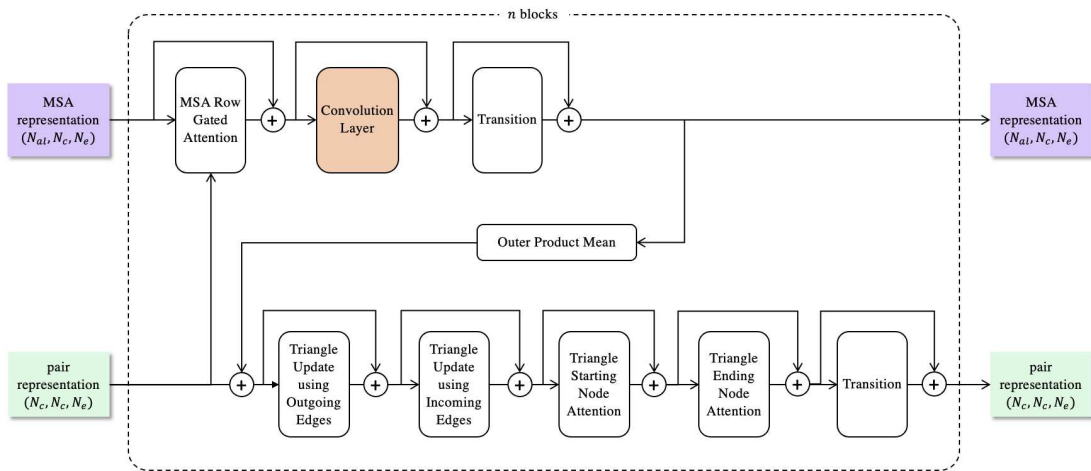 n blocks
MSA
representation
(N_al, N_c, N_e)
MSA Row
Gated
Attention
+
Convolution
Layer
+
Transition
+
MSA
representation
(N_al, N_c, N_e)
Outer Product Mean
pair
representation
(N_c, N_c, N_e)
+
Triangle
Update
using
Outgoing
Edges
+
Triangle
Update
using
Incoming
Edges
+
Triangle
Starting
Node
Attention
+
Triangle
Ending
Node
Attention
+
Transition
+
pair
representation
(N_c, N_c, N_e)